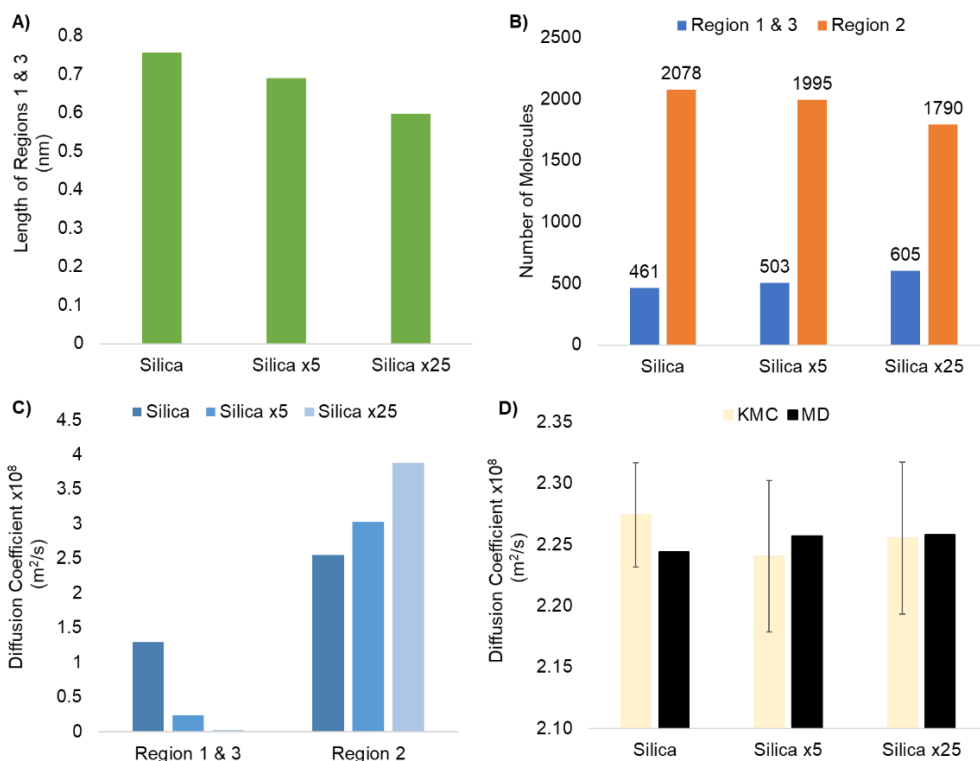 A)
Length of Regions 1 & 3
(nm)
0.8
0.7
0.6
0.5
0.4
0.3
0.2
0.1
0
Silica
Silica x5
Silica x25
B)
Region 1 & 3
Region 2
Number of Molecules
2500
2000
1500
1000
500
0
461
2078
503
1995
605
1790
Silica
Silica x5
Silica x25
C)
Silica
Silica x5
Silica x25
Diffusion Coefficient x10⁸
(m²/s)
4.5
4
3.5
3
2.5
2
1.5
1
0.5
0
Region 1 & 3
Region 2
D)
KMC
MD
Diffusion Coefficient x10⁸
(m²/s)
2.35
2.30
2.25
2.20
2.15
2.10
Silica
Silica x5
Silica x25